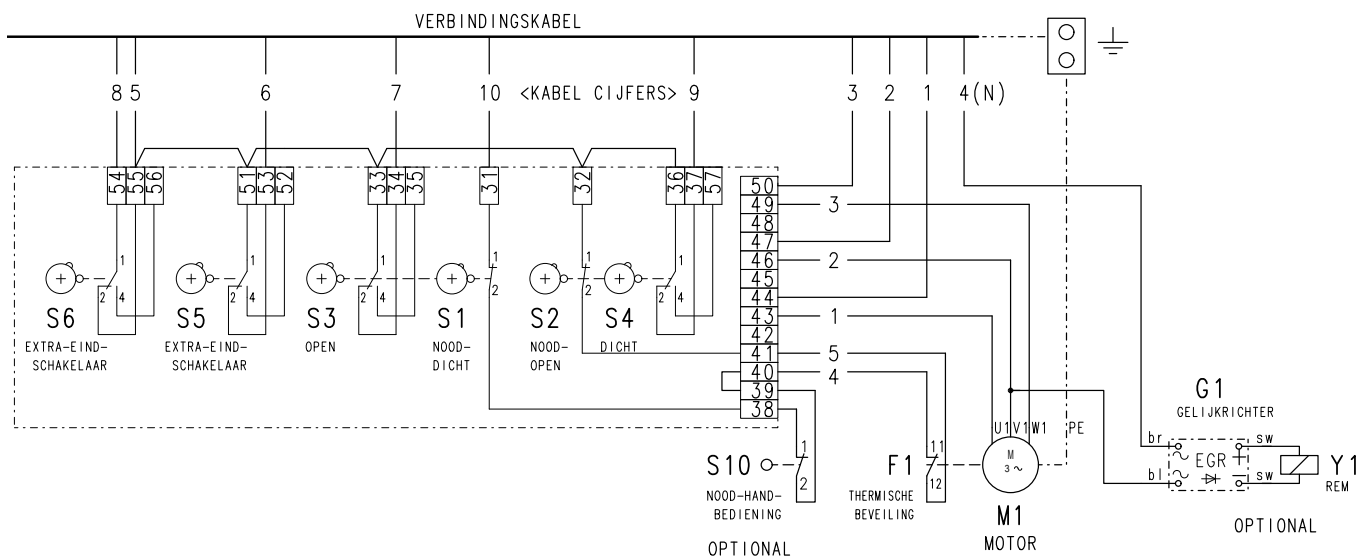 VERBINDINGSKABEL
8 5 6 7 10 <KABEL CIJFERS> 9 3 2 1 4(N)
54 55 56 51 53 52 33 34 35 31 32 36 37 57
50
49 3
48
47
46 2
45
44
43 1
42
41 5
40 4
39
38
1 1 1 1 1 1
2 4 2 4 2 4 2 2 2 4
S6 S5 S3 S1 S2 S4
EXTRA-EIND-
SCHAKELAAR
EXTRA-EIND-
SCHAKELAAR
OPEN
NOOD-
DICHT
NOOD-
OPEN
DICHT
S10
1
2
NOOD-HAND-
BEDIENING
OPTIONAL
F1
11
12
THERMISCHE
BEVEILING
U1 V1 W1 PE
M
3 ~
M1
MOTOR
G1
GELIJKRICHTER
br EGR + sw
bl - sw
Y1
REM
OPTIONAL